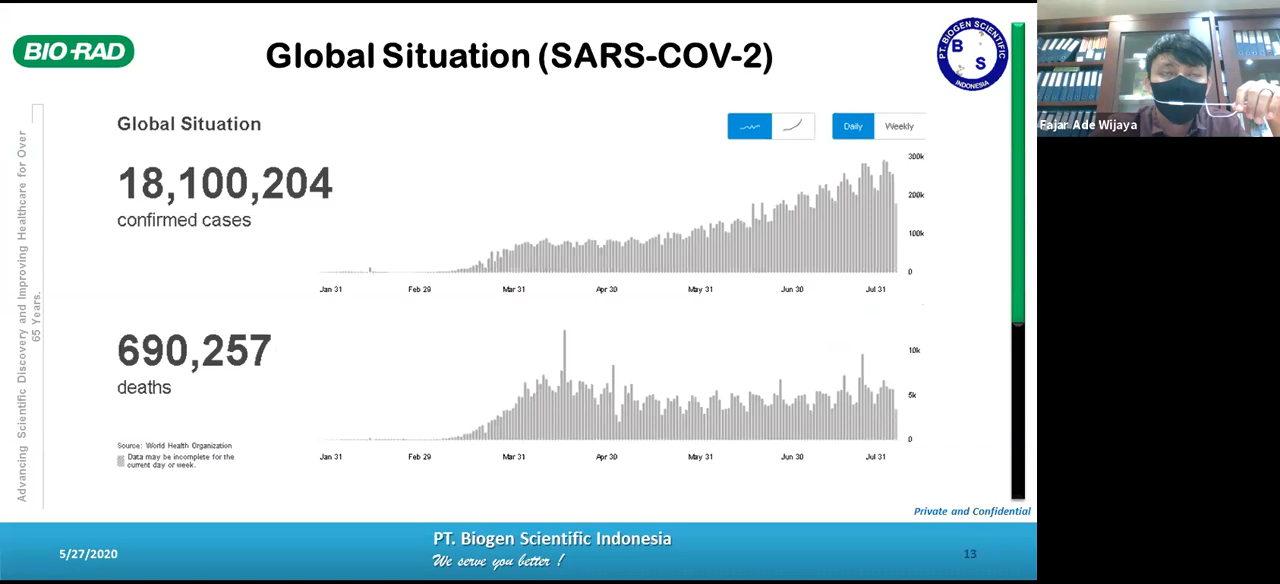 BIO-RAD
Global Situation (SARS-COV-2)
PT. BIOGEN SCIENTIFIC
B
S
INDONESIA
Fajar Ade Wijaya
Advancing Scientific Discovery and Improving Healthcare for Over
65 Years.
Global Situation
Daily
Weekly
18,100,204
confirmed cases
300k
200k
100k
0
Jan 31
Feb 29
Mar 31
Apr 30
May 31
Jun 30
Jul 31
690,257
deaths
10k
5k
0
Jan 31
Feb 29
Mar 31
Apr 30
May 31
Jun 30
Jul 31
Source: World Health Organization
Data may be incomplete for the
current day or week.
Private and Confidential
PT. Biogen Scientific Indonesia
We serve you better !
5/27/2020
13